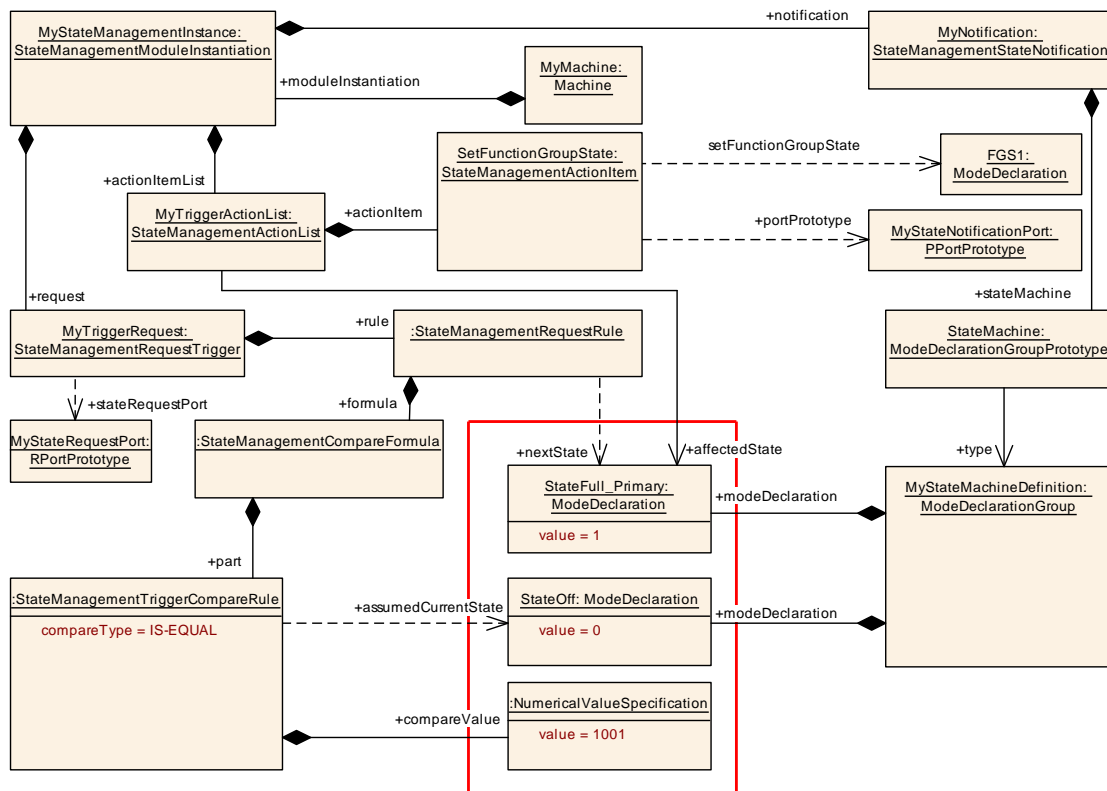 MyStateManagementInstance:
StateManagementModuleInstantiation
+notification
MyNotification:
StateManagementStateNotification
+moduleInstantiation
MyMachine:
Machine
SetFunctionGroupState:
StateManagementActionItem
setFunctionGroupState
FGS1:
ModeDeclaration
+actionItemList
MyTriggerActionList:
StateManagementActionList
+actionItem
+portPrototype
MyStateNotificationPort:
PPortPrototype
+request
+stateMachine
MyTriggerRequest:
StateManagementRequestTrigger
+rule
:StateManagementRequestRule
StateMachine:
ModeDeclarationGroupPrototype
+stateRequestPort
+formula
MyStateRequestPort:
RPortPrototype
:StateManagementCompareFormula
+nextState
+affectedState
+type
StateFull_Primary:
ModeDeclaration
value = 1
+modeDeclaration
MyStateMachineDefinition:
ModeDeclarationGroup
+part
:StateManagementTriggerCompareRule
compareType = IS-EQUAL
+assumedCurrentState
StateOff: ModeDeclaration
value = 0
+modeDeclaration
+compareValue
:NumericalValueSpecification
value = 1001